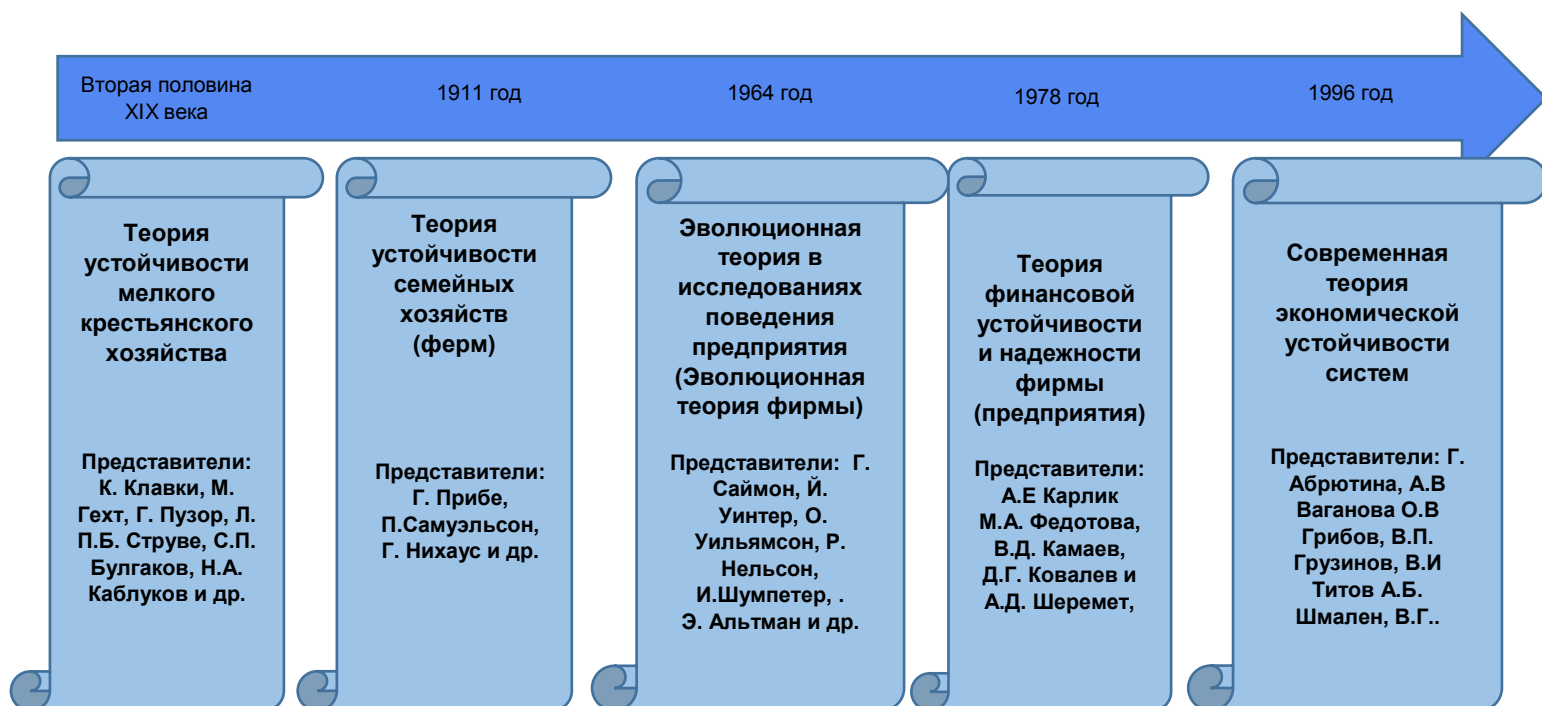 Вторая половина
XIX века
1911 год
1964 год
1978 год
1996 год
Теория
устойчивости
мелкого
крестьянского
хозяйства
Представители:
К. Клавки, М.
Гехт, Г. Пузор, Л.
П.Б. Струве, С.П.
Булгаков, Н.А.
Каблуков и др.
Теория
устойчивости
семейных
хозяйств
(ферм)
Представители:
Г. Прибе,
П.Самуэльсон,
Г. Нихаус и др.
Эволюционная
теория в
исследованиях
поведения
предприятия
(Эволюционная
теория фирмы)
Представители: Г.
Саймон, Й.
Уинтер, О.
Уильямсон, Р.
Нельсон,
И.Шумпетер, .
Э. Альтман и др.
Теория
финансовой
устойчивости
и надежности
фирмы
(предприятия)
Представители:
А.Е Карлик
М.А. Федотова,
В.Д. Камаев,
Д.Г. Ковалев и
А.Д. Шеремет,
Современная
теория
экономической
устойчивости
систем
Представители: Г.
Абрютина, А.В
Ваганова О.В
Грибов, В.П.
Грузинов, В.И
Титов А.Б.
Шмален, В.Г..